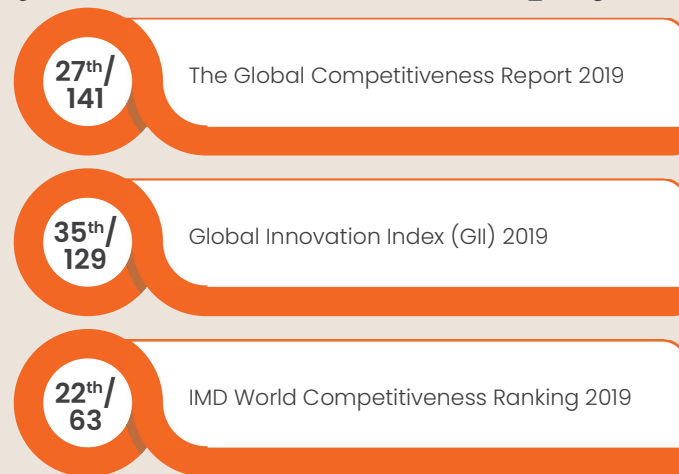 27th/
141
The Global Competitiveness Report 2019
35th/
129
Global Innovation Index (GII) 2019
22th/
63
IMD World Competitiveness Ranking 2019